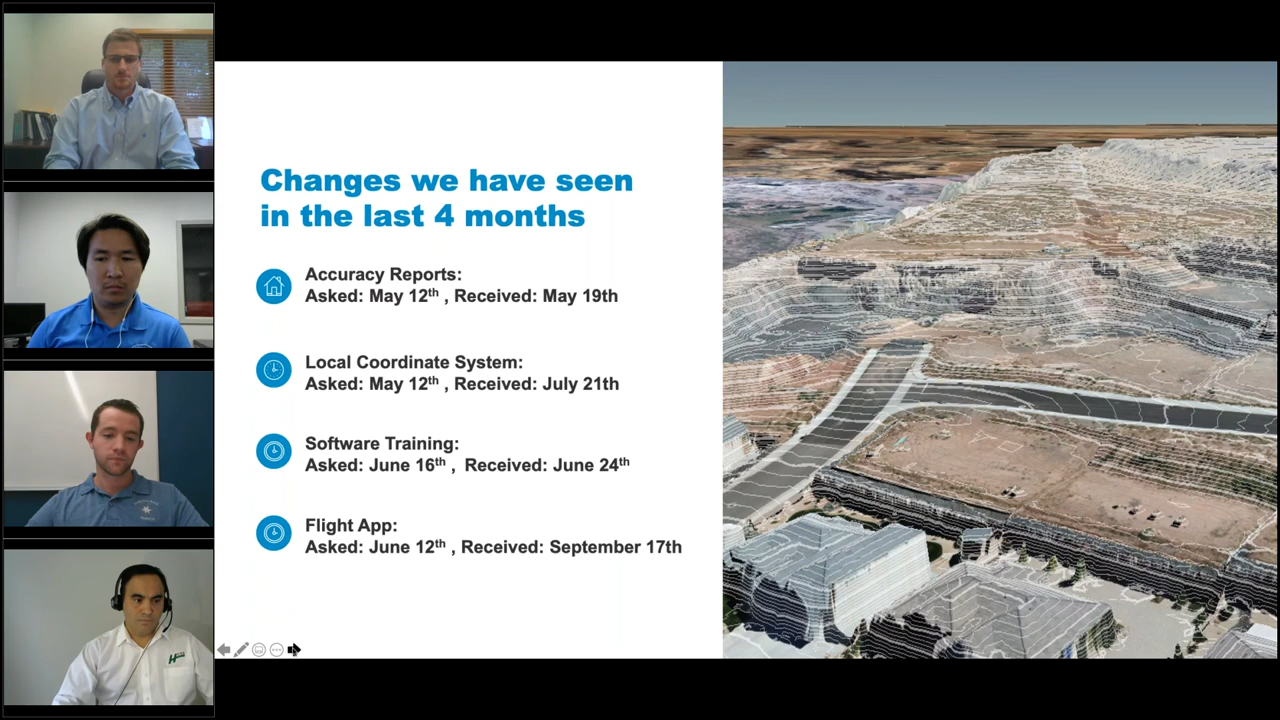 Changes we have seen
in the last 4 months
Accuracy Reports:
Asked: May 12th , Received: May 19th
Local Coordinate System:
Asked: May 12th , Received: July 21th
Software Training:
Asked: June 16th , Received: June 24th
Flight App:
Asked: June 12th , Received: September 17th